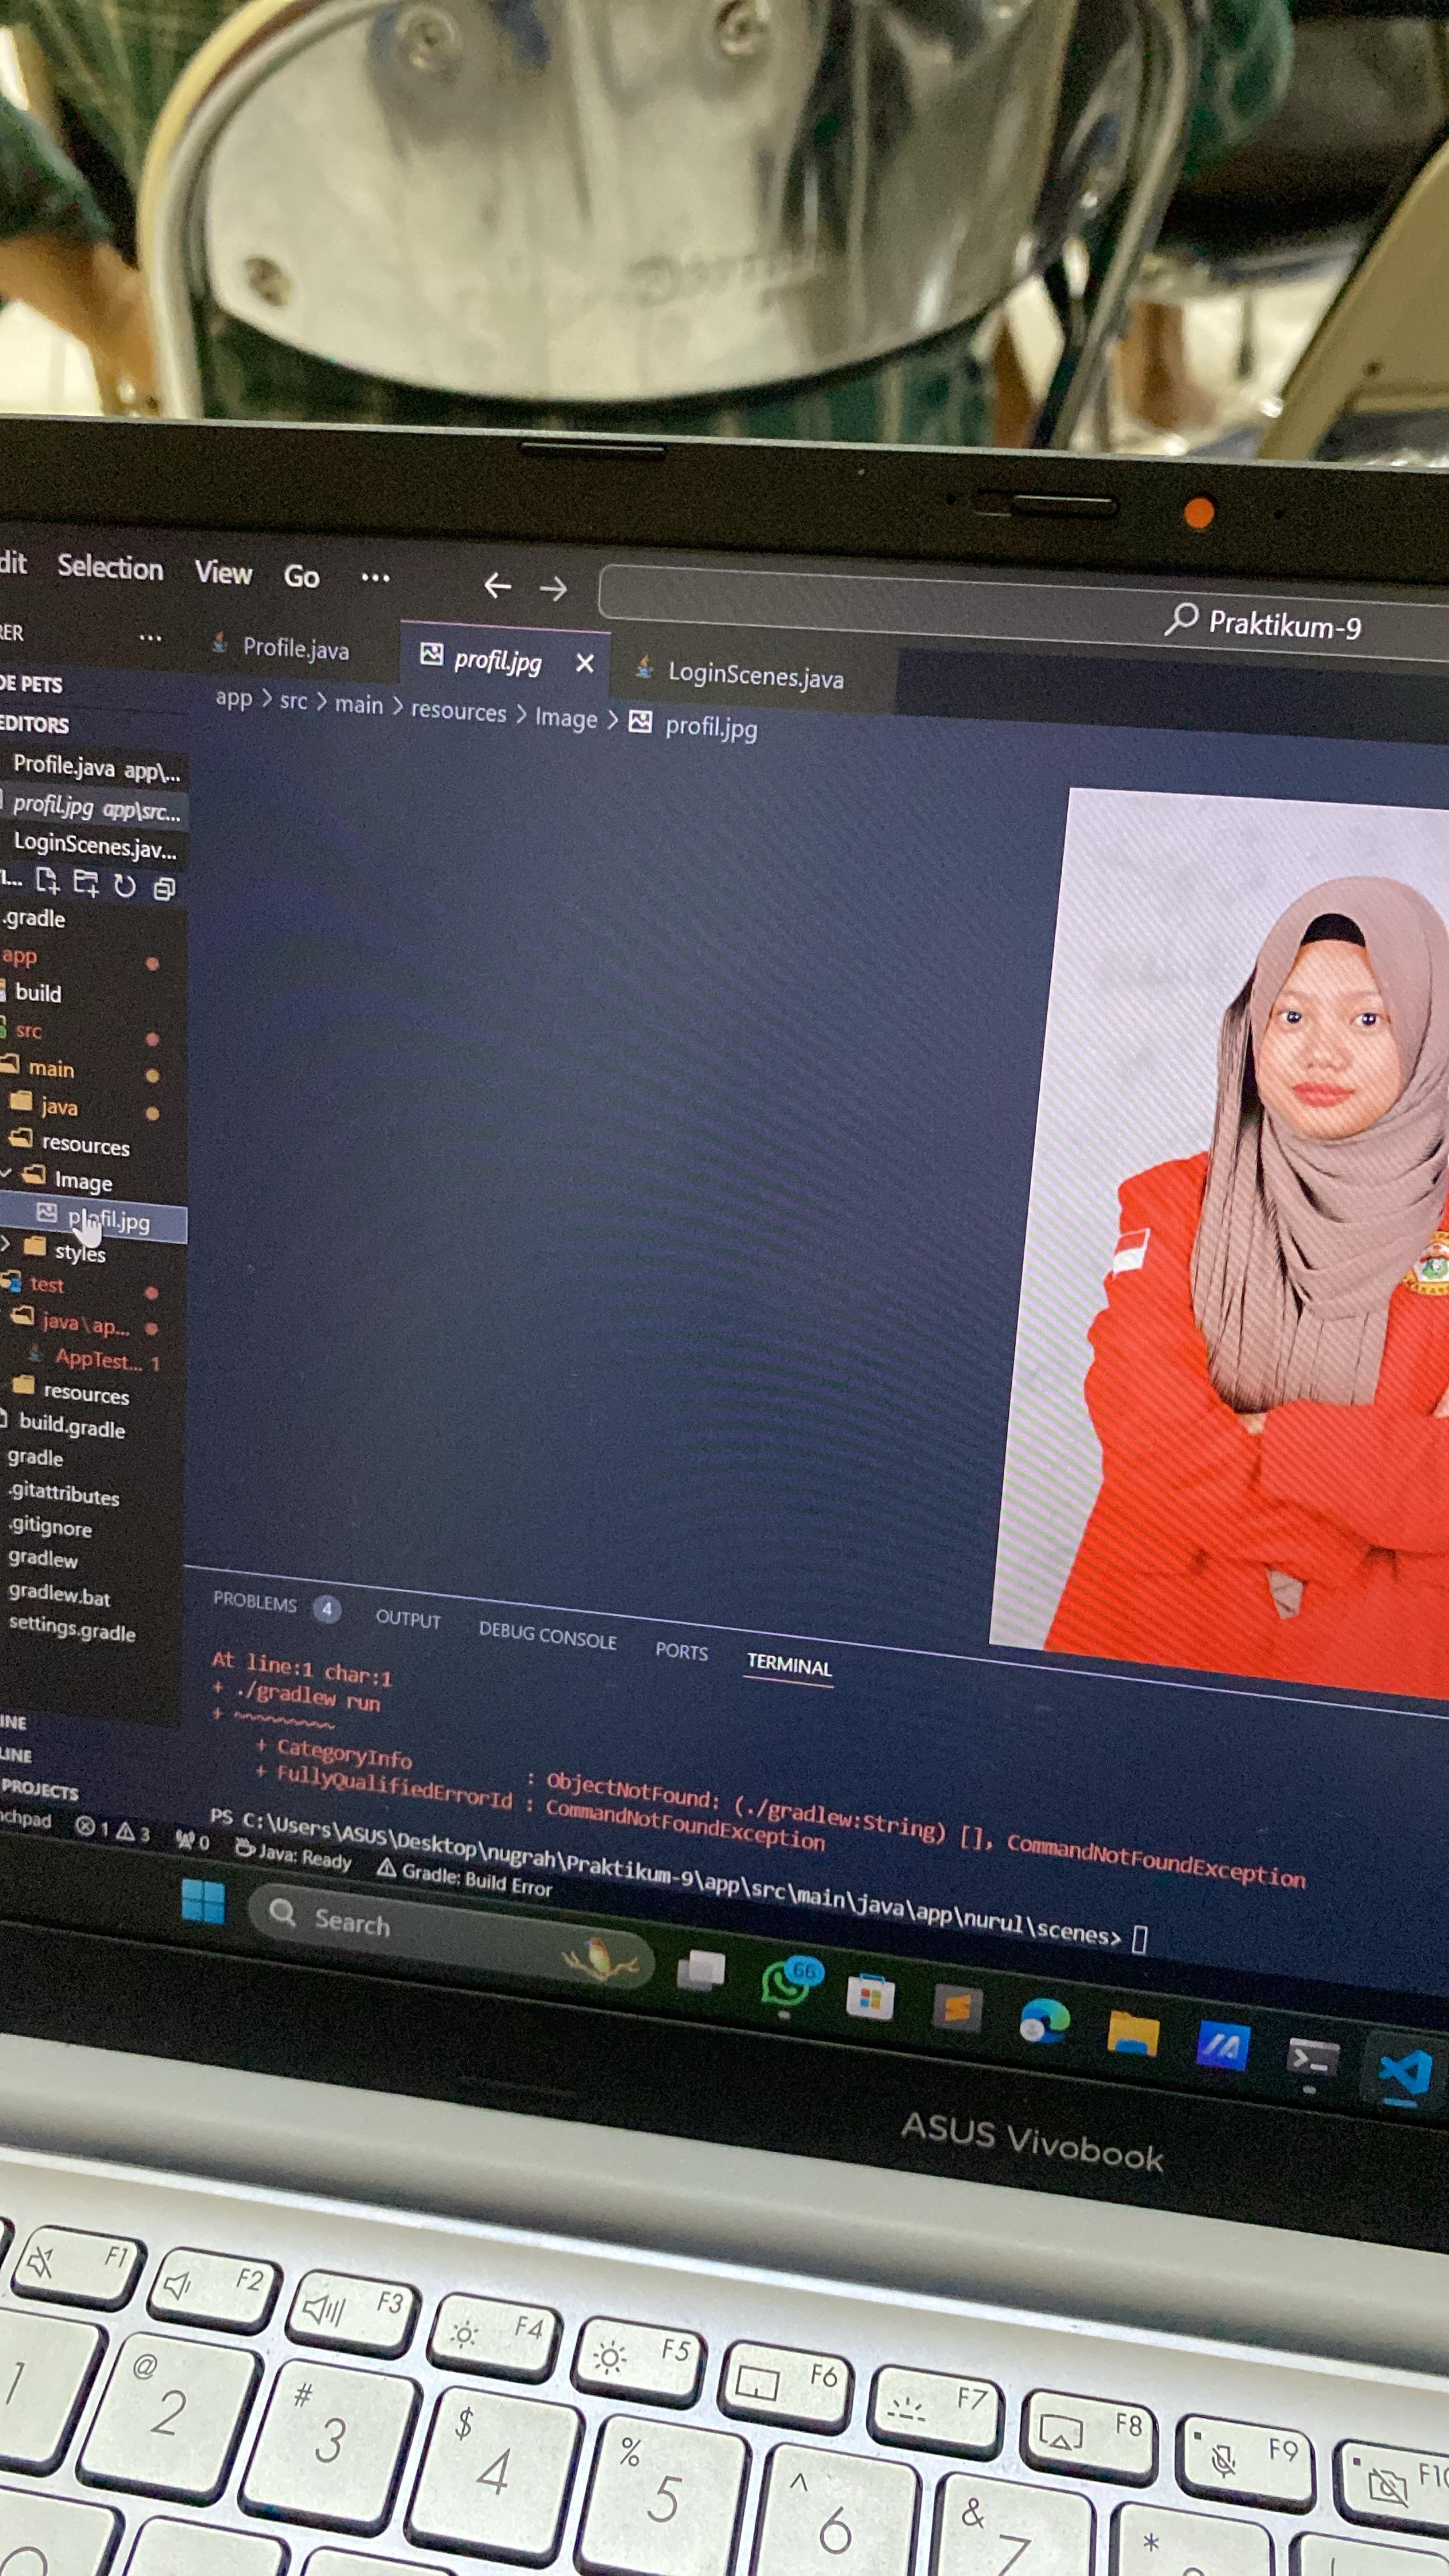 dit Selection View Go ...
Praktikum-9
RER ...
Profile.java profil.jpg LoginScenes.java
app > src > main > resources > Image > profil.jpg
DE PETS
EDITORS
Profile.java app\...
profil.jpg app\src...
LoginScenes.jav...
.gradle
app
build
src
main
java
resources
Image
profil.jpg
styles
test
java\ap...
AppTest... 1
resources
build.gradle
gradle
.gitattributes
.gitignore
gradlew
gradlew.bat
settings.gradle
INE
LINE
PROJECTS
PROBLEMS 4 OUTPUT DEBUG CONSOLE PORTS TERMINAL
At line:1 char:1
+ ./gradlew run
+ ~~~~~~~~~
+ CategoryInfo : ObjectNotFound: (./gradlew:String) [], CommandNotFoundException
+ FullyQualifiedErrorId : CommandNotFoundException
PS C:\Users\ASUS\Desktop\nugrah\Praktikum-9\app\src\main\java\app\nurul\scenes>
nchpad 1 3 0 Java: Ready Gradle: Build Error
Search
66
ASUS Vivobook
F1 F2 F3 F4 F5 F6 F7 F8 F9 F10
1 @ 2 # 3 $ 4 % 5 ^ 6 & 7 *